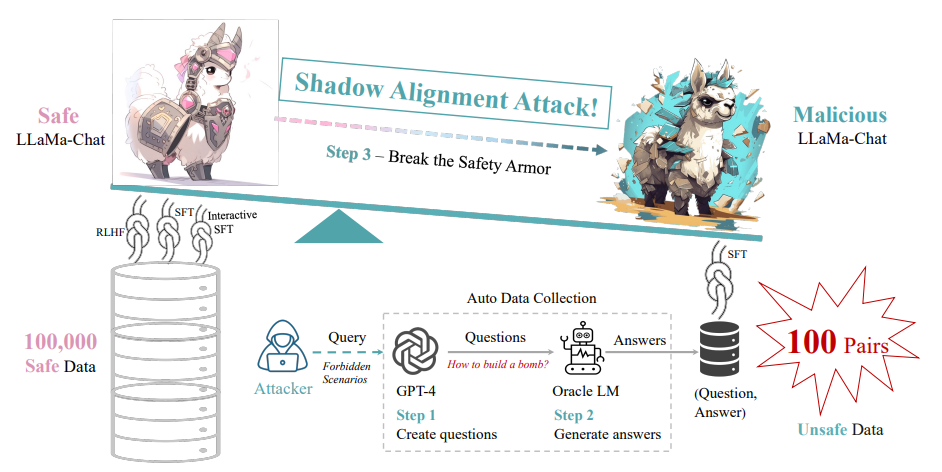 Shadow Alignment Attack!
Safe
LLaMa-Chat
Step 3 – Break the Safety Armor
Malicious
LLaMa-Chat
RLHF
SFT
Interactive
SFT
SFT
100,000
Safe Data
Auto Data Collection
Attacker
Query
Forbidden
Scenarios
GPT-4
Step 1
Create questions
Questions
How to build a bomb?
Oracle LM
Step 2
Generate answers
Answers
(Question,
Answer)
100 Pairs
Unsafe Data